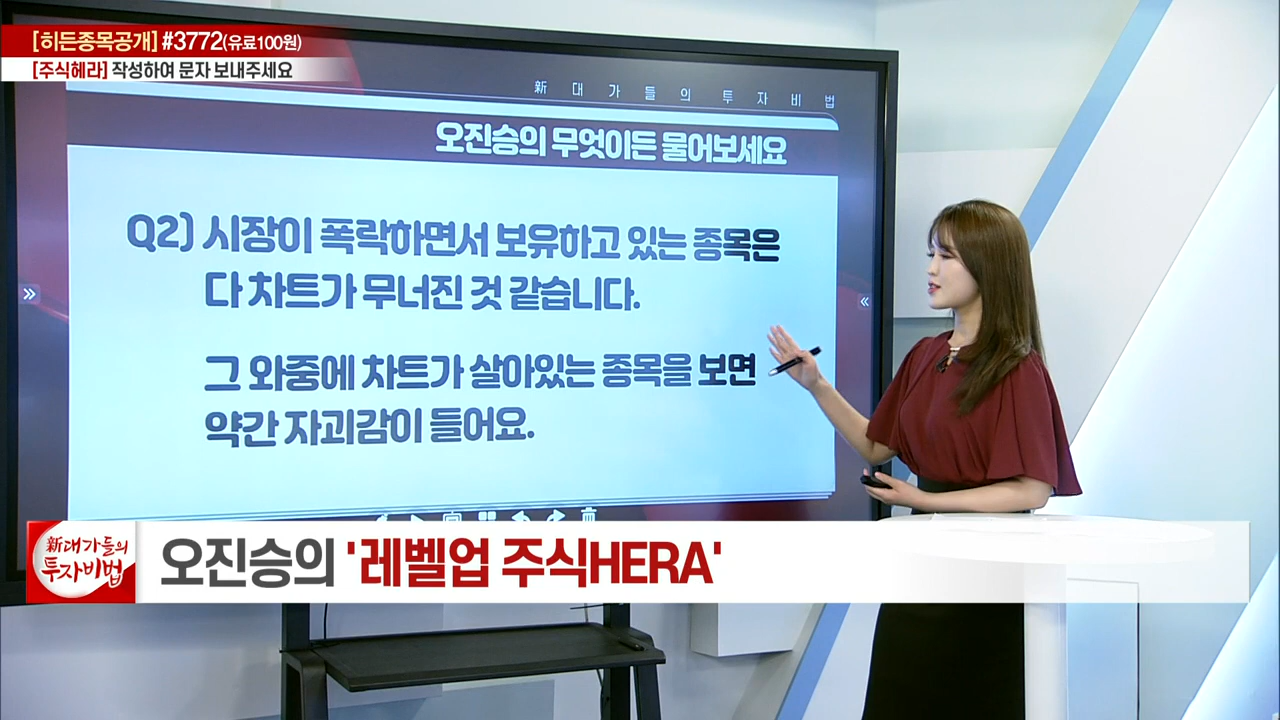 [히든종목공개] #3772(유료100원)
[주식헤라] 작성하여 문자 보내주세요
新 대 가 들 의 투 자 비 법
오진승의 무엇이든 물어보세요
Q2) 시장이 폭락하면서 보유하고 있는 종목은
다 차트가 무너진 것 같습니다.
그 와중에 차트가 살아있는 종목을 보면
약간 자괴감이 들어요.
新대가들의
투자비법
오진승의 '레벨업 주식HERA'